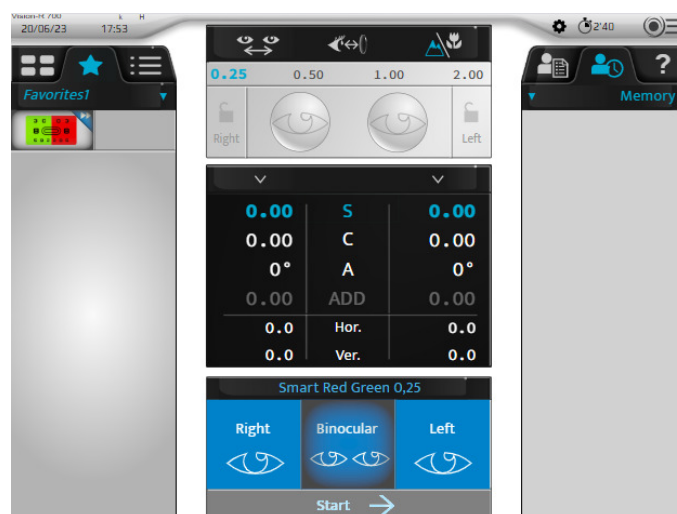 Vision-R 700
20/06/23 17:53
k H
2'40
Favorites1
Memory
?
0.25 0.50 1.00 2.00
Right Left
0.00 S 0.00
0.00 C 0.00
0° A 0°
0.00 ADD 0.00
0.0 Hor. 0.0
0.0 Ver. 0.0
Smart Red Green 0,25
Right Binocular Left
Start